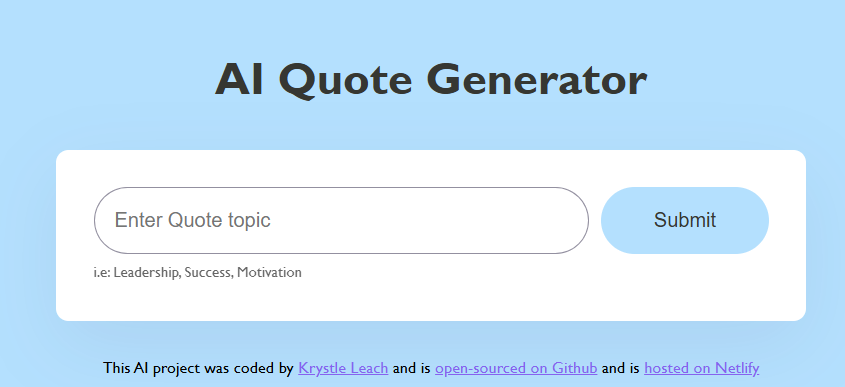 AI Quote Generator
Enter Quote topic
Submit
i.e: Leadership, Success, Motivation
This AI project was coded by Krystle Leach and is open-sourced on Github and is hosted on Netlify